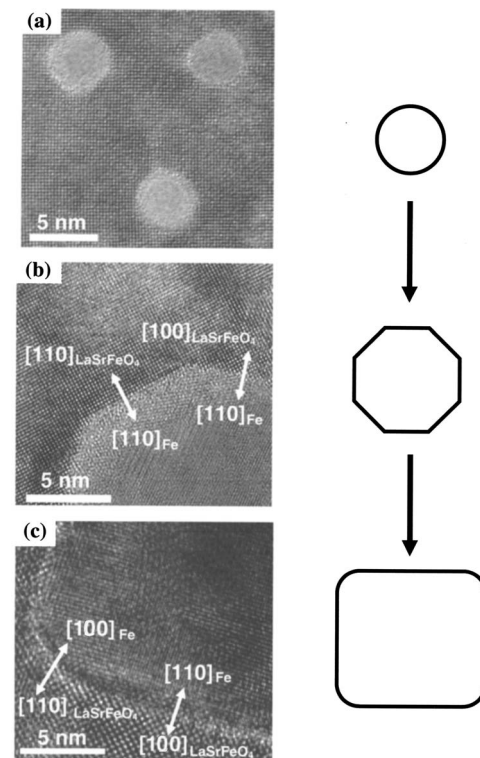 (a)
5 nm
(b)
[100]LaSrFeO₄
[110]LaSrFeO₄
[110]Fe
[110]Fe
5 nm
(c)
[100]Fe
[110]Fe
[110]LaSrFeO₄
[100]LaSrFeO₄
5 nm